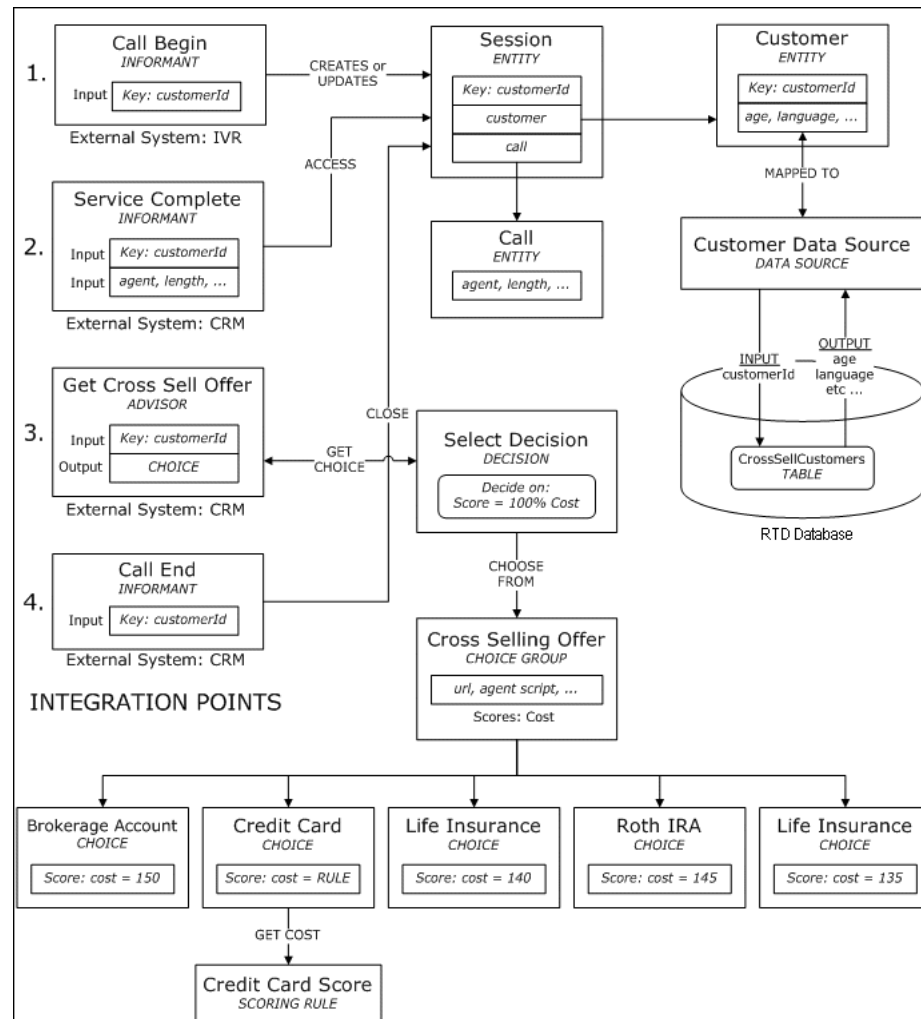 1.
Call Begin
INFORMANT
Input
Key: customerId
External System: IVR
CREATES or
UPDATES
Session
ENTITY
Key: customerId
customer
call
Customer
ENTITY
Key: customerId
age, language, ...
ACCESS
MAPPED TO
2.
Service Complete
INFORMANT
Input
Key: customerId
Input
agent, length, ...
External System: CRM
Call
ENTITY
agent, length, ...
Customer Data Source
DATA SOURCE
INPUT
customerId
OUTPUT
age
language
etc ...
CrossSellCustomers
TABLE
RTD Database
3.
Get Cross Sell Offer
ADVISOR
Input
Key: customerId
Output
CHOICE
External System: CRM
CLOSE
GET
CHOICE
Select Decision
DECISION
Decide on:
Score = 100% Cost
4.
Call End
INFORMANT
Input
Key: customerId
External System: CRM
CHOOSE
FROM
INTEGRATION POINTS
Cross Selling Offer
CHOICE GROUP
url, agent script, ...
Scores: Cost
Brokerage Account
CHOICE
Score: cost = 150
Credit Card
CHOICE
Score: cost = RULE
Life Insurance
CHOICE
Score: cost = 140
Roth IRA
CHOICE
Score: cost = 145
Life Insurance
CHOICE
Score: cost = 135
GET COST
Credit Card Score
SCORING RULE